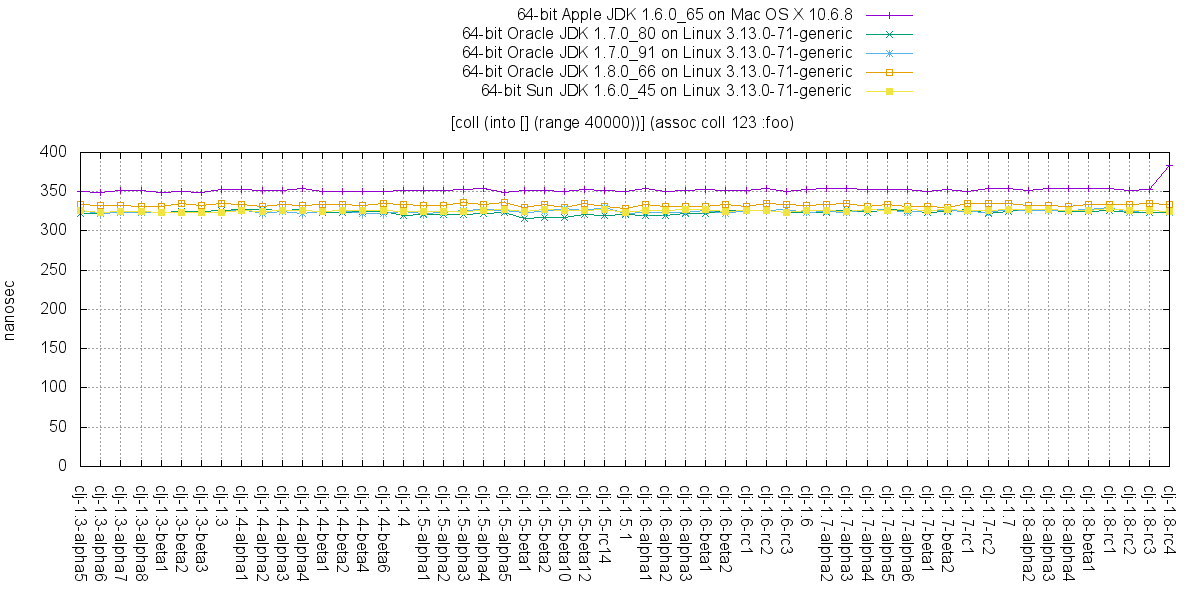 64-bit Apple JDK 1.6.0_65 on Mac OS X 10.6.8
64-bit Oracle JDK 1.7.0_80 on Linux 3.13.0-71-generic
64-bit Oracle JDK 1.7.0_91 on Linux 3.13.0-71-generic
64-bit Oracle JDK 1.8.0_66 on Linux 3.13.0-71-generic
64-bit Sun JDK 1.6.0_45 on Linux 3.13.0-71-generic
[coll (into [] (range 40000))] (assoc coll 123 :foo)
nanosec
400
350
300
250
200
150
100
50
0
clj-1.3-alpha5
clj-1.3-alpha6
clj-1.3-alpha7
clj-1.3-alpha8
clj-1.3-beta1
clj-1.3-beta2
clj-1.3-beta3
clj-1.3
clj-1.4-alpha1
clj-1.4-alpha2
clj-1.4-alpha3
clj-1.4-alpha4
clj-1.4-beta1
clj-1.4-beta2
clj-1.4-beta4
clj-1.4-beta6
clj-1.4
clj-1.5-alpha1
clj-1.5-alpha2
clj-1.5-alpha3
clj-1.5-alpha4
clj-1.5-alpha5
clj-1.5-beta1
clj-1.5-beta2
clj-1.5-beta10
clj-1.5-beta12
clj-1.5-rc14
clj-1.5.1
clj-1.6-alpha1
clj-1.6-alpha2
clj-1.6-alpha3
clj-1.6-beta1
clj-1.6-beta2
clj-1.6-rc1
clj-1.6-rc2
clj-1.6-rc3
clj-1.6
clj-1.7-alpha2
clj-1.7-alpha3
clj-1.7-alpha4
clj-1.7-alpha5
clj-1.7-alpha6
clj-1.7-beta1
clj-1.7-beta2
clj-1.7-rc1
clj-1.7-rc2
clj-1.7
clj-1.8-alpha2
clj-1.8-alpha3
clj-1.8-alpha4
clj-1.8-beta1
clj-1.8-rc1
clj-1.8-rc2
clj-1.8-rc3
clj-1.8-rc4